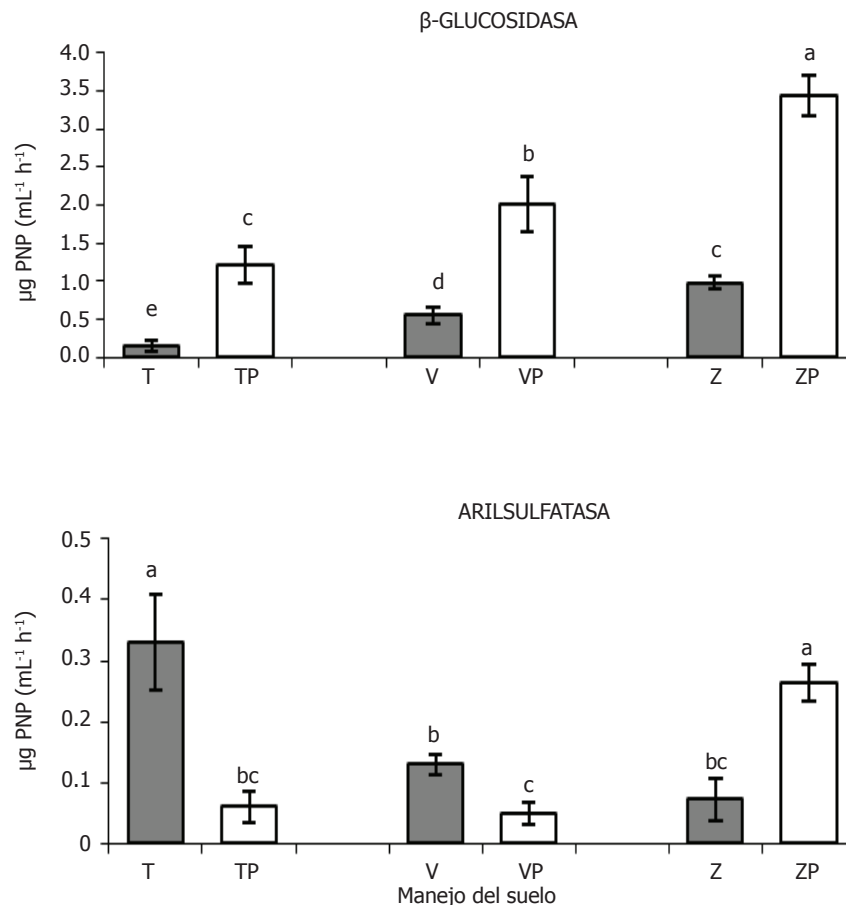 β-GLUCOSIDASA
4.0
3.5
3.0
2.5
2.0
1.5
1.0
0.5
0.0
µg PNP (mL⁻¹ h⁻¹)
e
c
d
b
c
a
T TP V VP Z ZP
ARILSULFATASA
0.5
0.4
0.3
0.2
0.1
0
µg PNP (mL⁻¹ h⁻¹)
a
bc
b
c
bc
a
T TP V VP Z ZP
Manejo del suelo